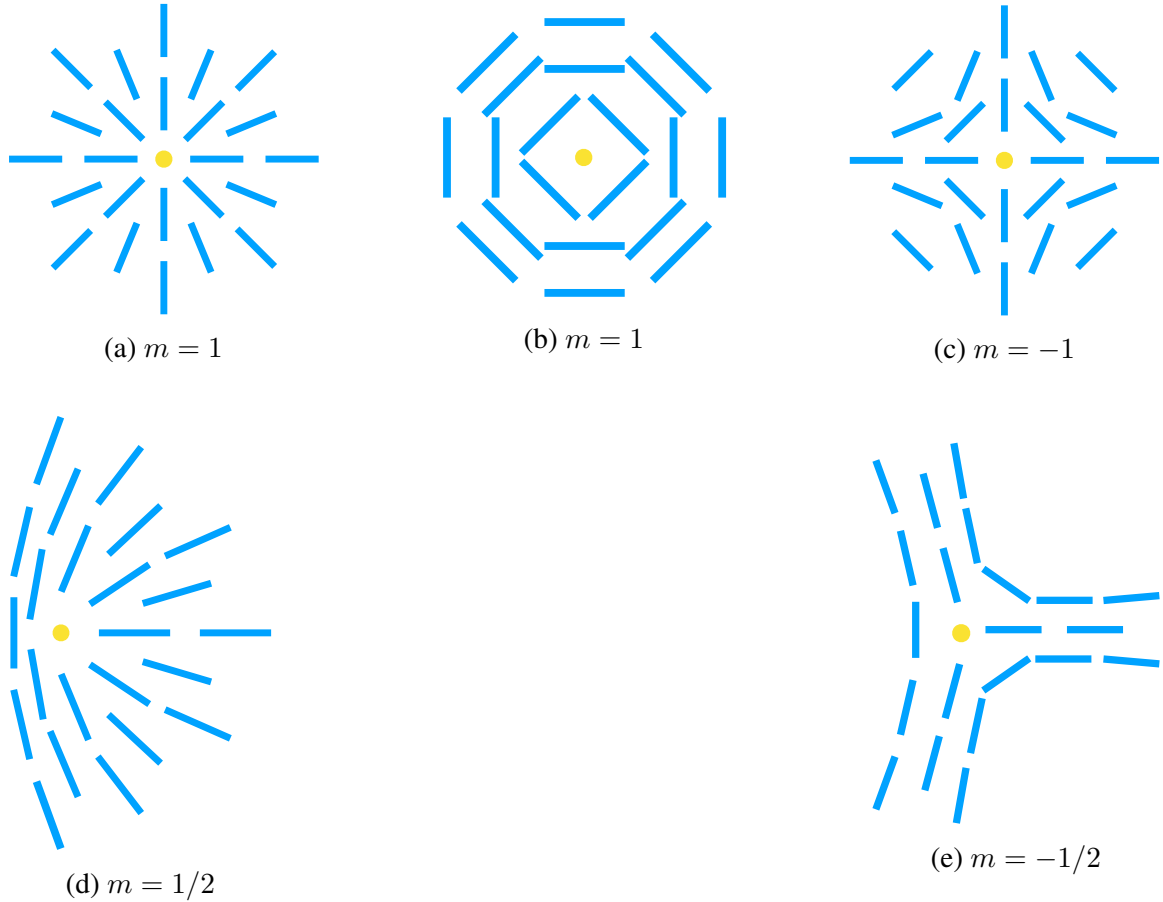 (a) m = 1
(b) m = 1
(c) m = −1
(d) m = 1/2
(e) m = −1/2